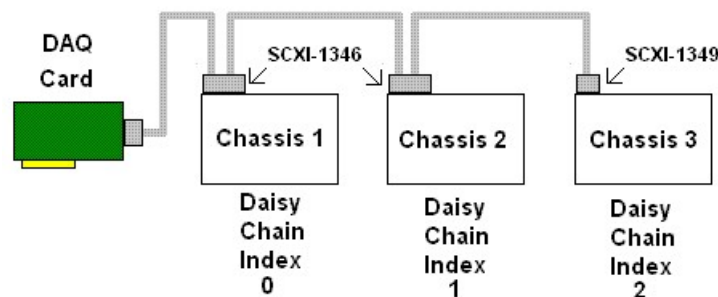 DAQ
Card
SCXI-1346
SCXI-1349
Chassis 1
Chassis 2
Chassis 3
Daisy
Chain
Index
0
Daisy
Chain
Index
1
Daisy
Chain
Index
2